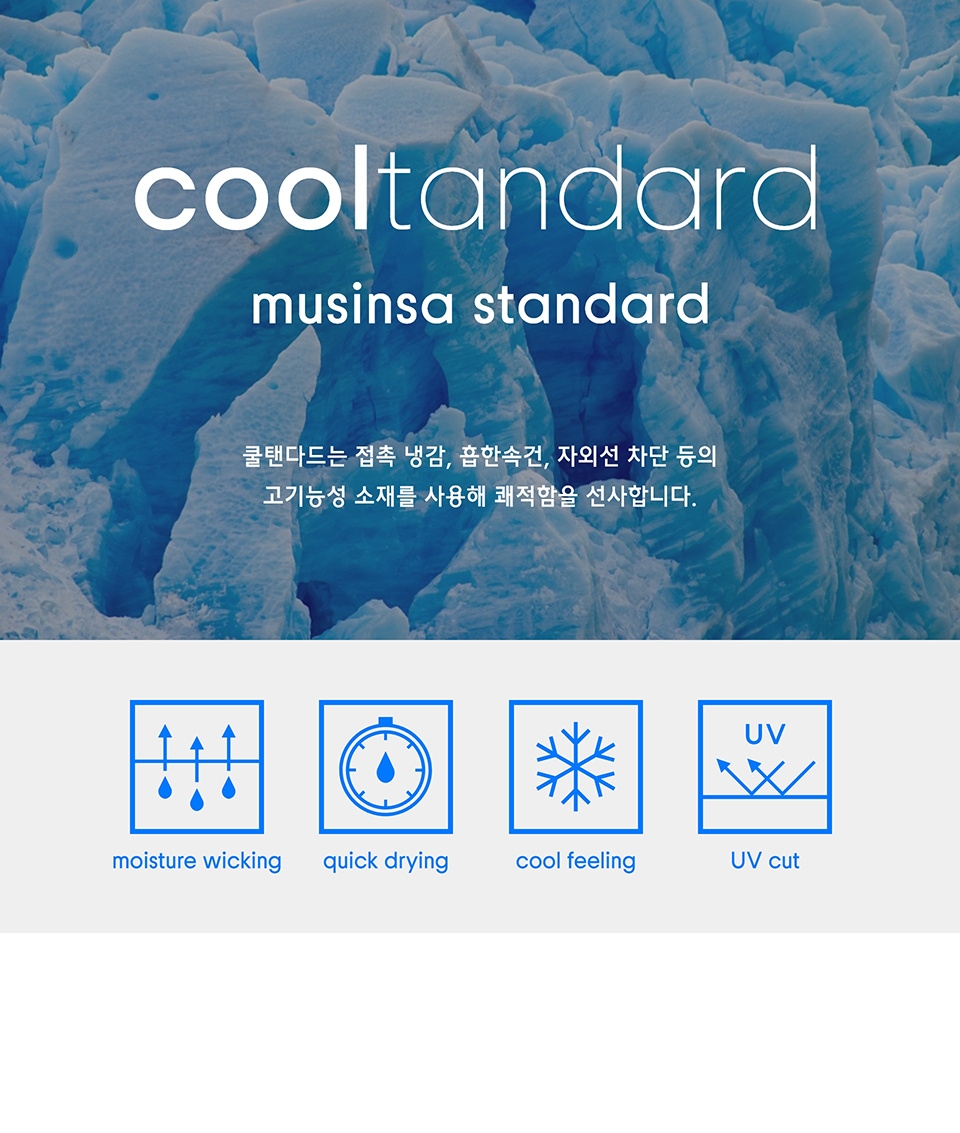 cooltandard
musinsa standard
쿨탠다드는 접촉 냉감, 흡한속건, 자외선 차단 등의
고기능성 소재를 사용해 쾌적함을 선사합니다.
UV
moisture wicking
quick drying
cool feeling
UV cut